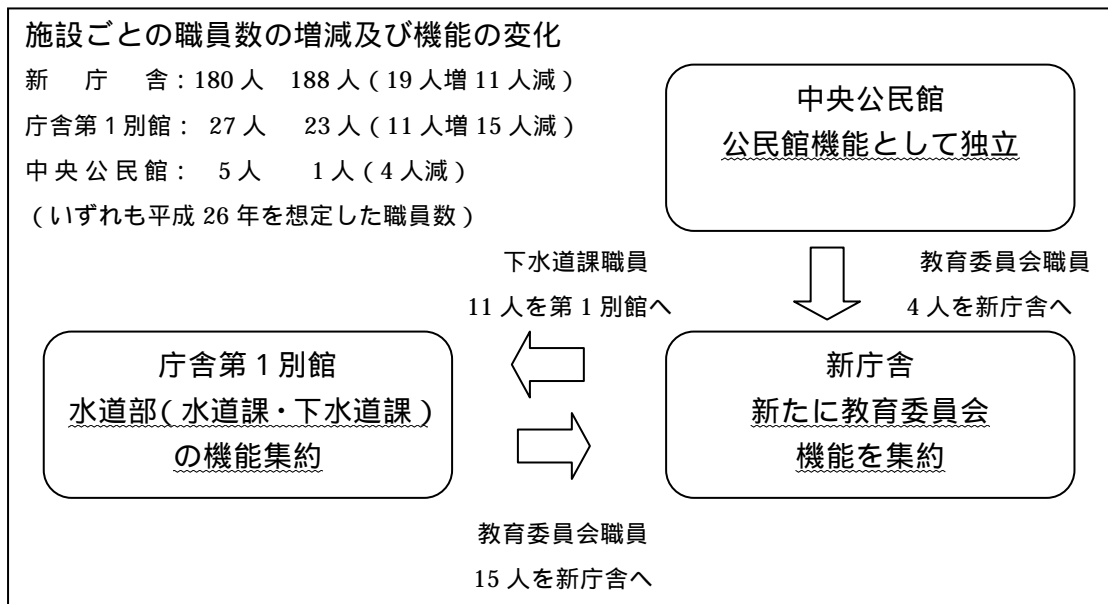 施設ごとの職員数の増減及び機能の変化
新庁舎：180人 188人（19人増11人減）
庁舎第１別館：27人 23人（11人増15人減）
中央公民館：5人 1人（4人減）
（いずれも平成26年を想定した職員数）
中央公民館
公民館機能として独立
下水道課職員
11人を第1別館へ
教育委員会職員
4人を新庁舎へ
庁舎第１別館
水道部（水道課・下水道課）
の機能集約
新庁舎
新たに教育委員会
機能を集約
教育委員会職員
15人を新庁舎へ